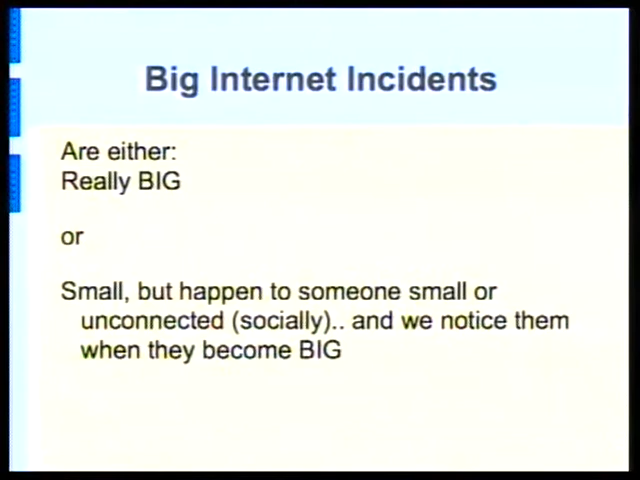 Big Internet Incidents
Are either:
Really BIG
or
Small, but happen to someone small or
unconnected (socially).. and we notice them
when they become BIG